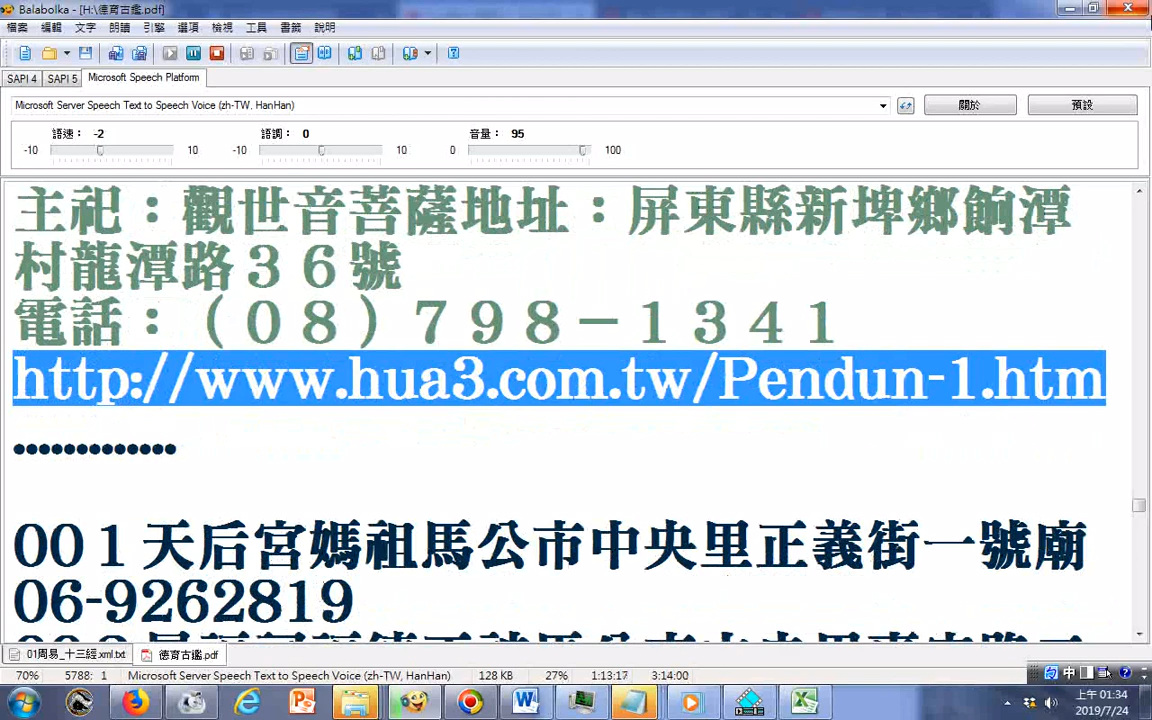 Balabolka - [H:\德育古鑑.pdf]
檔案 編輯 文字 朗讀 引擎 選項 檢視 工具 書籤 說明
SAPI 4 SAPI 5 Microsoft Speech Platform
Microsoft Server Speech Text to Speech Voice (zh-TW, HanHan) 關於 預設
語速： -2 語調： 0 音量： 95
-10 10 -10 10 0 100
主祀：觀世音菩薩地址：屏東縣新埤鄉餉潭
村龍潭路３６號
電話：（０８）７９８－１３４１
http://www.hua3.com.tw/Pendun-1.htm
•••••••••••••
00１天后宮媽祖馬公市中央里正義街一號廟
06-9262819
01周易_十三經.xml.txt 德育古鑑.pdf
70% 5788: 1 Microsoft Server Speech Text to Speech Voice (zh-TW, HanHan) 128 KB 27% 1:13:17 3:14:00
中
上午 01:34
2019/7/24